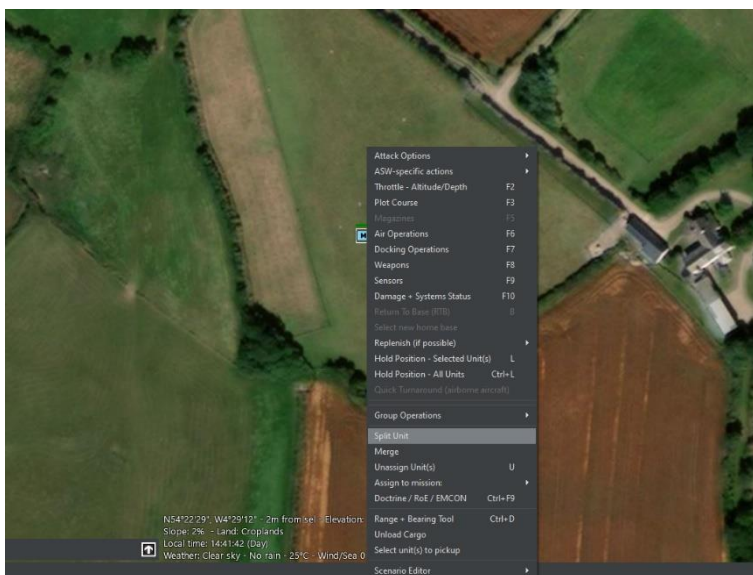 Attack Options
ASW-specific actions
Throttle - Altitude/Depth F2
Plot Course F3
Magazines F5
Air Operations F6
Docking Operations F7
Weapons F8
Sensors F9
Damage + Systems Status F10
Return To Base (RTB) B
Select new home base
Replenish (if possible)
Hold Position - Selected Unit(s) L
Hold Position - All Units Ctrl+L
Quick Turnaround (airborne aircraft)
Group Operations
Split Unit
Merge
Unassign Unit(s) U
Assign to mission:
Doctrine / RoE / EMCON Ctrl+F9
Range + Bearing Tool Ctrl+D
Unload Cargo
Select unit(s) to pickup
Scenario Editor
N54°22'29", W4°29'12" - 2m from sel - Elevation:
Slope: 2% - Land: Croplands
Local time: 14:41:42 (Day)
Weather: Clear sky - No rain - 25°C - Wind/Sea 0